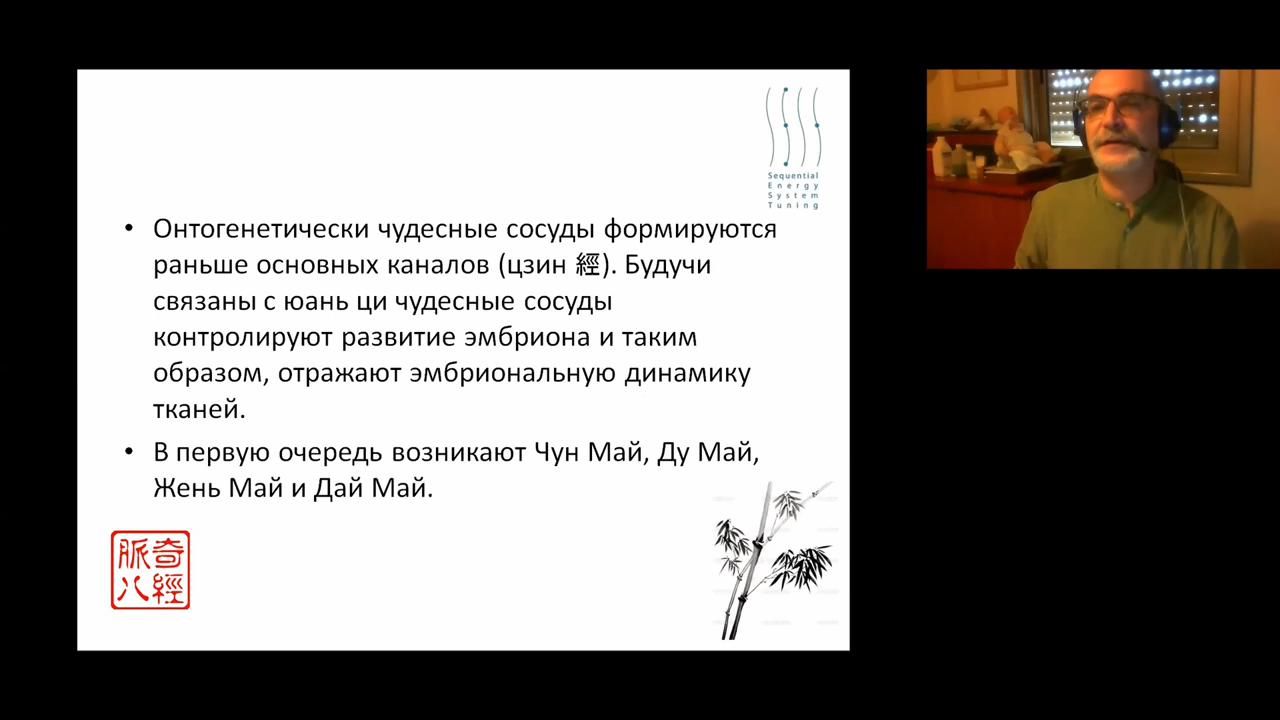 Sequential
Energy
System
Tuning
• Онтогенетически чудесные сосуды формируются
раньше основных каналов (цзин 經). Будучи
связаны с юань ци чудесные сосуды
контролируют развитие эмбриона и таким
образом, отражают эмбриональную динамику
тканей.
• В первую очередь возникают Чун Май, Ду Май,
Жень Май и Дай Май.
奇經
脈八